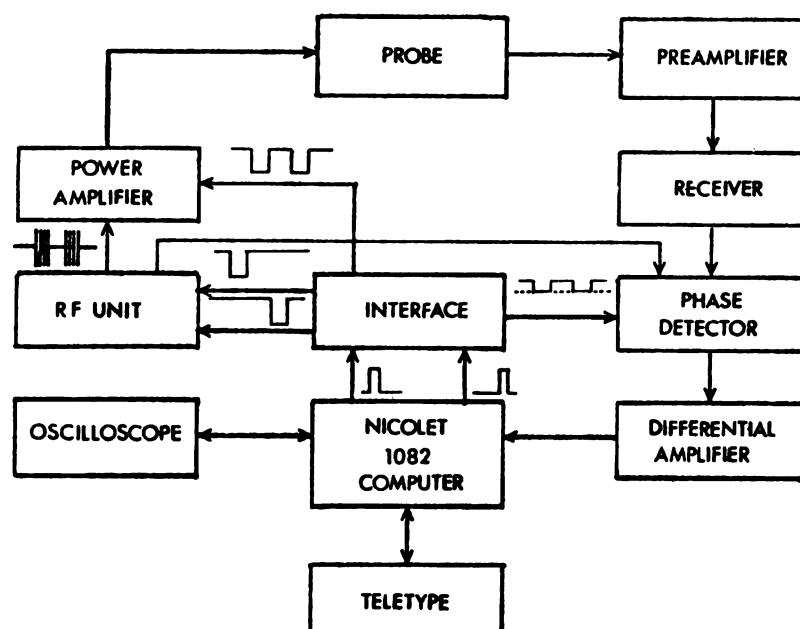 PROBE
PREAMPLIFIER
POWER
AMPLIFIER
RECEIVER
RF UNIT
INTERFACE
PHASE
DETECTOR
OSCILLOSCOPE
NICOLET
1082
COMPUTER
DIFFERENTIAL
AMPLIFIER
TELETYPE